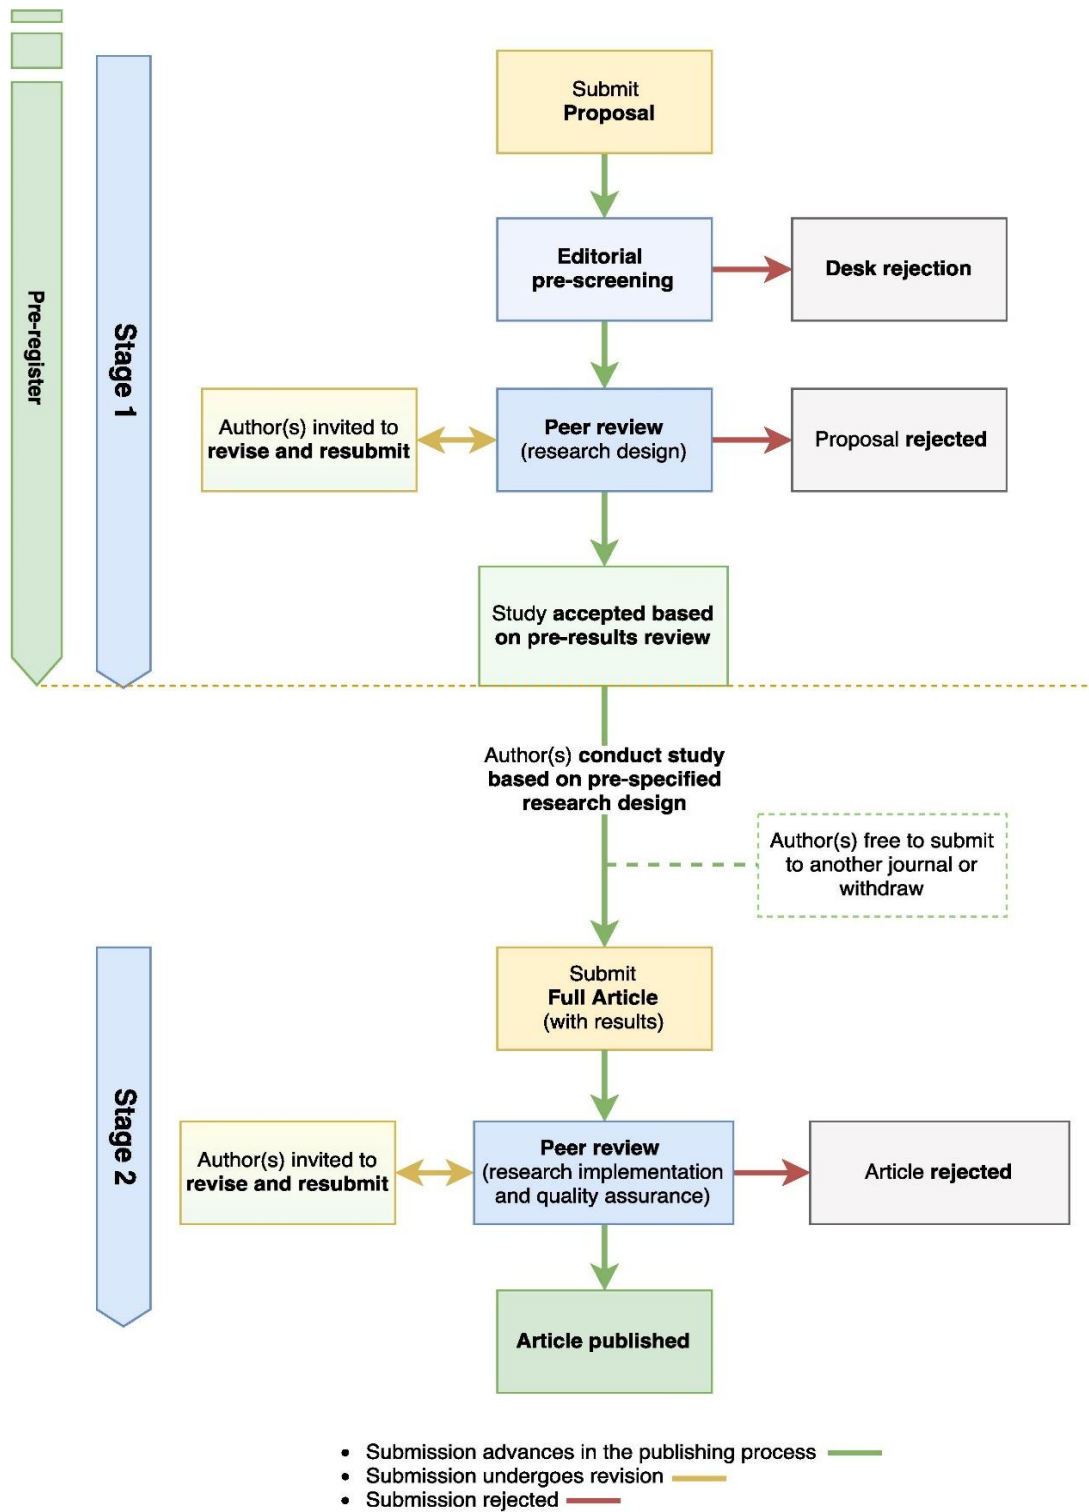 Submit
Proposal
Editorial
pre-screening
Desk rejection
Pre-register
Stage 1
Author(s) invited to
revise and resubmit
Peer review
(research design)
Proposal rejected
Study accepted based
on pre-results review
Author(s) conduct study
based on pre-specified
research design
Author(s) free to submit
to another journal or
withdraw
Submit
Full Article
(with results)
Stage 2
Author(s) invited to
revise and resubmit
Peer review
(research implementation
and quality assurance)
Article rejected
Article published
• Submission advances in the publishing process
• Submission undergoes revision
• Submission rejected